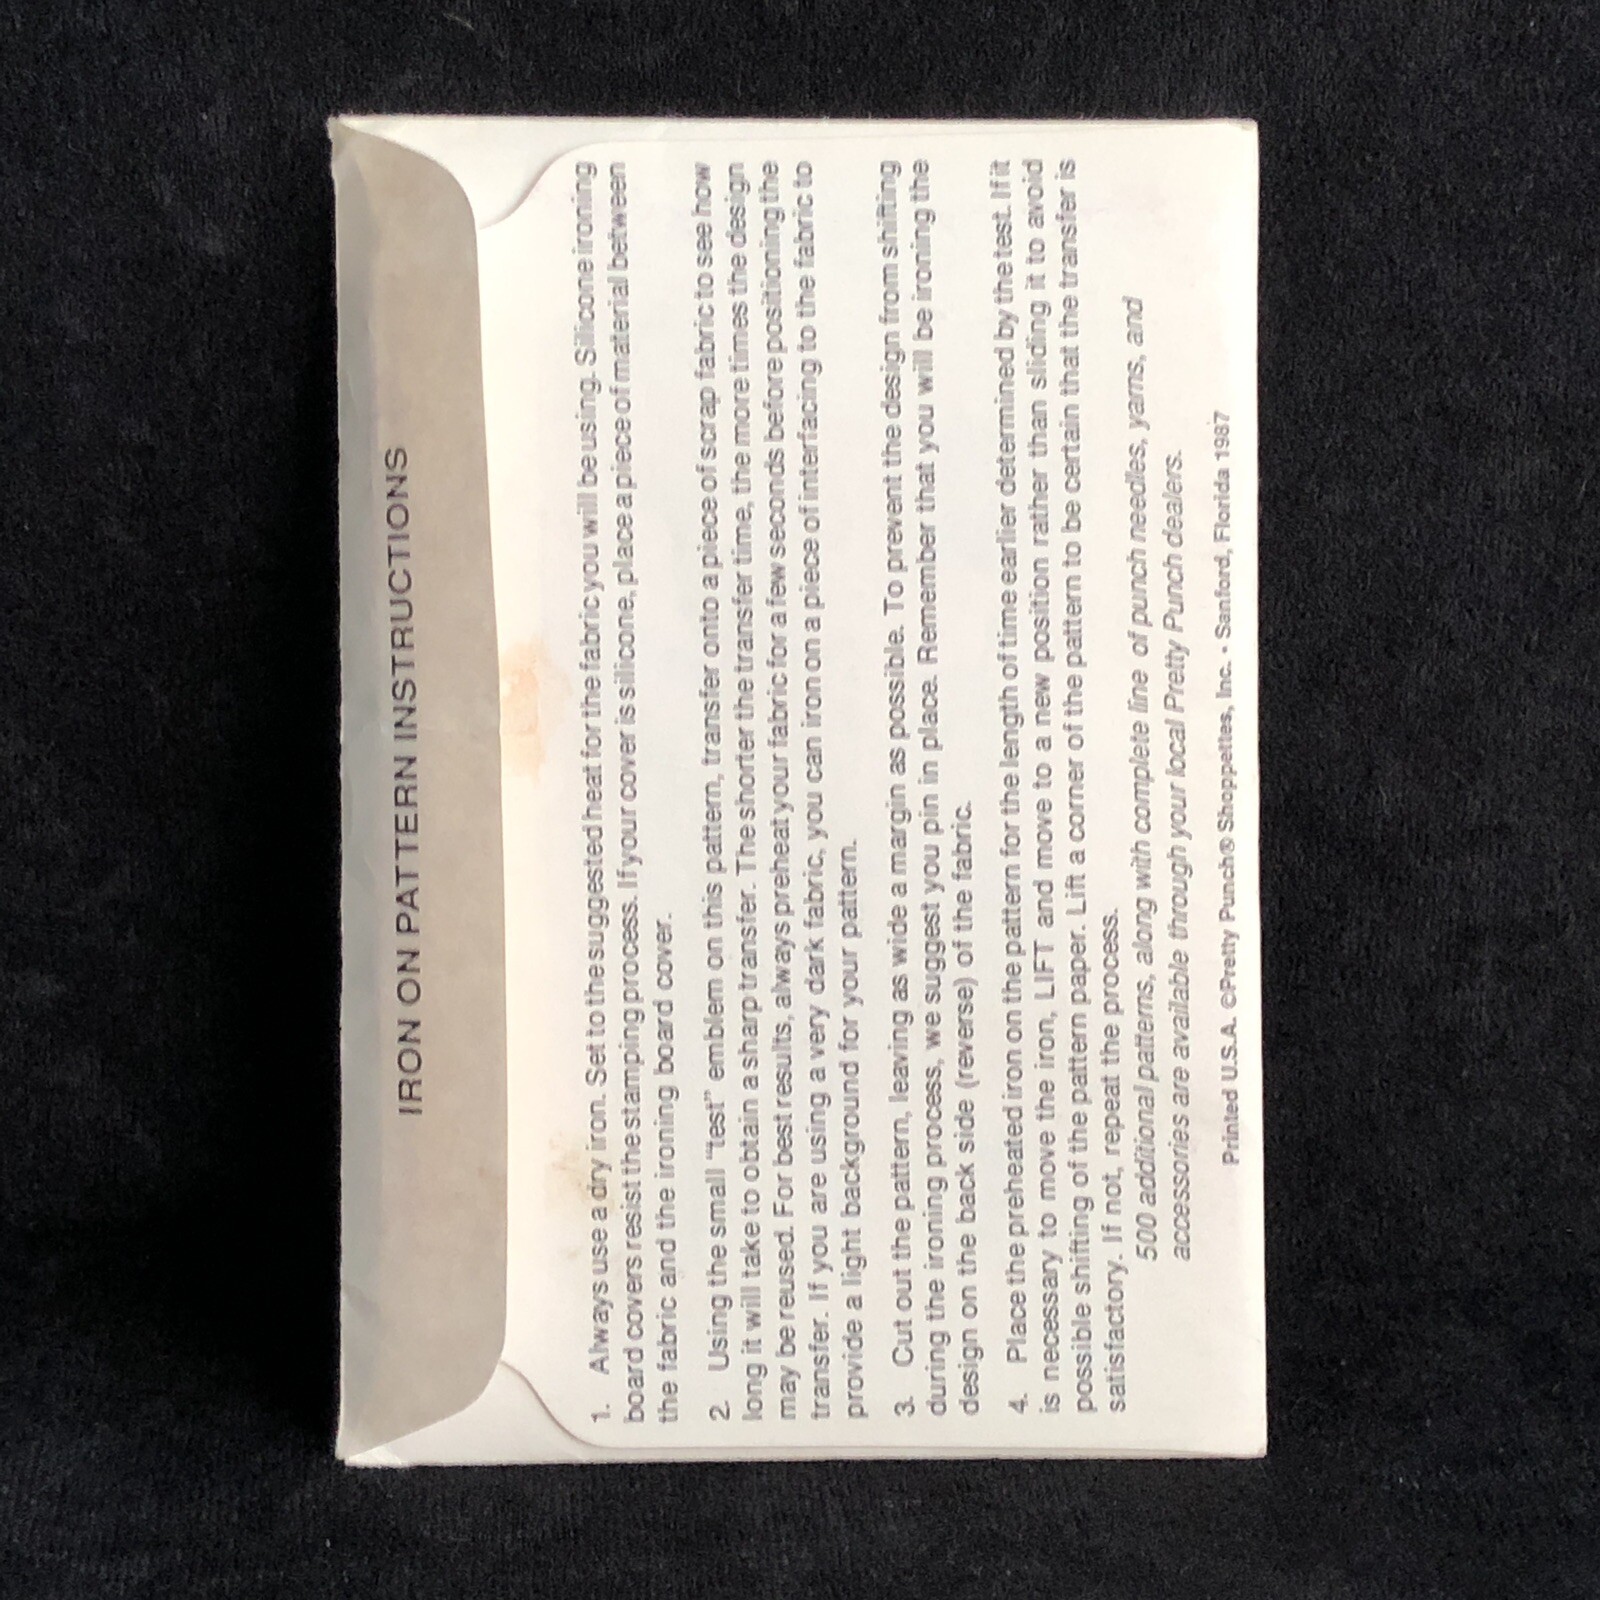 IRON ON PATTERN INSTRUCTIONS
1. Always use a dry iron. Set to the suggested heat for the fabric you will be using. Silicone ironing
board covers resist the stamping process. If your cover is silicone, place a piece of material between
the fabric and the ironing board cover.
2. Using the small "test" emblem on this pattern, transfer onto a piece of scrap fabric to see how
long it will take to obtain a sharp transfer. The shorter the transfer time, the more times the design
may be reused. For best results, always preheat your fabric for a few seconds before positioning the
transfer. If you are using a very dark fabric, you can iron on a piece of interfacing to the fabric to
provide a light background for your pattern.
3. Cut out the pattern, leaving as wide a margin as possible. To prevent the design from shifting
during the ironing process, we suggest you pin in place. Remember that you will be ironing the
design on the back side (reverse) of the fabric.
4. Place the preheated iron on the pattern for the length of time earlier determined by the test. If it
is necessary to move the iron, LIFT and move to a new position rather than sliding it to avoid
possible shifting of the pattern paper. Lift a corner of the pattern to be certain that the transfer is
satisfactory. If not, repeat the process.
500 additional patterns, along with complete line of punch needles, yarns, and
accessories are available through your local Pretty Punch dealers.
Printed U.S.A. ©Pretty Punch® Shoppettes, Inc. • Sanford, Florida 1987